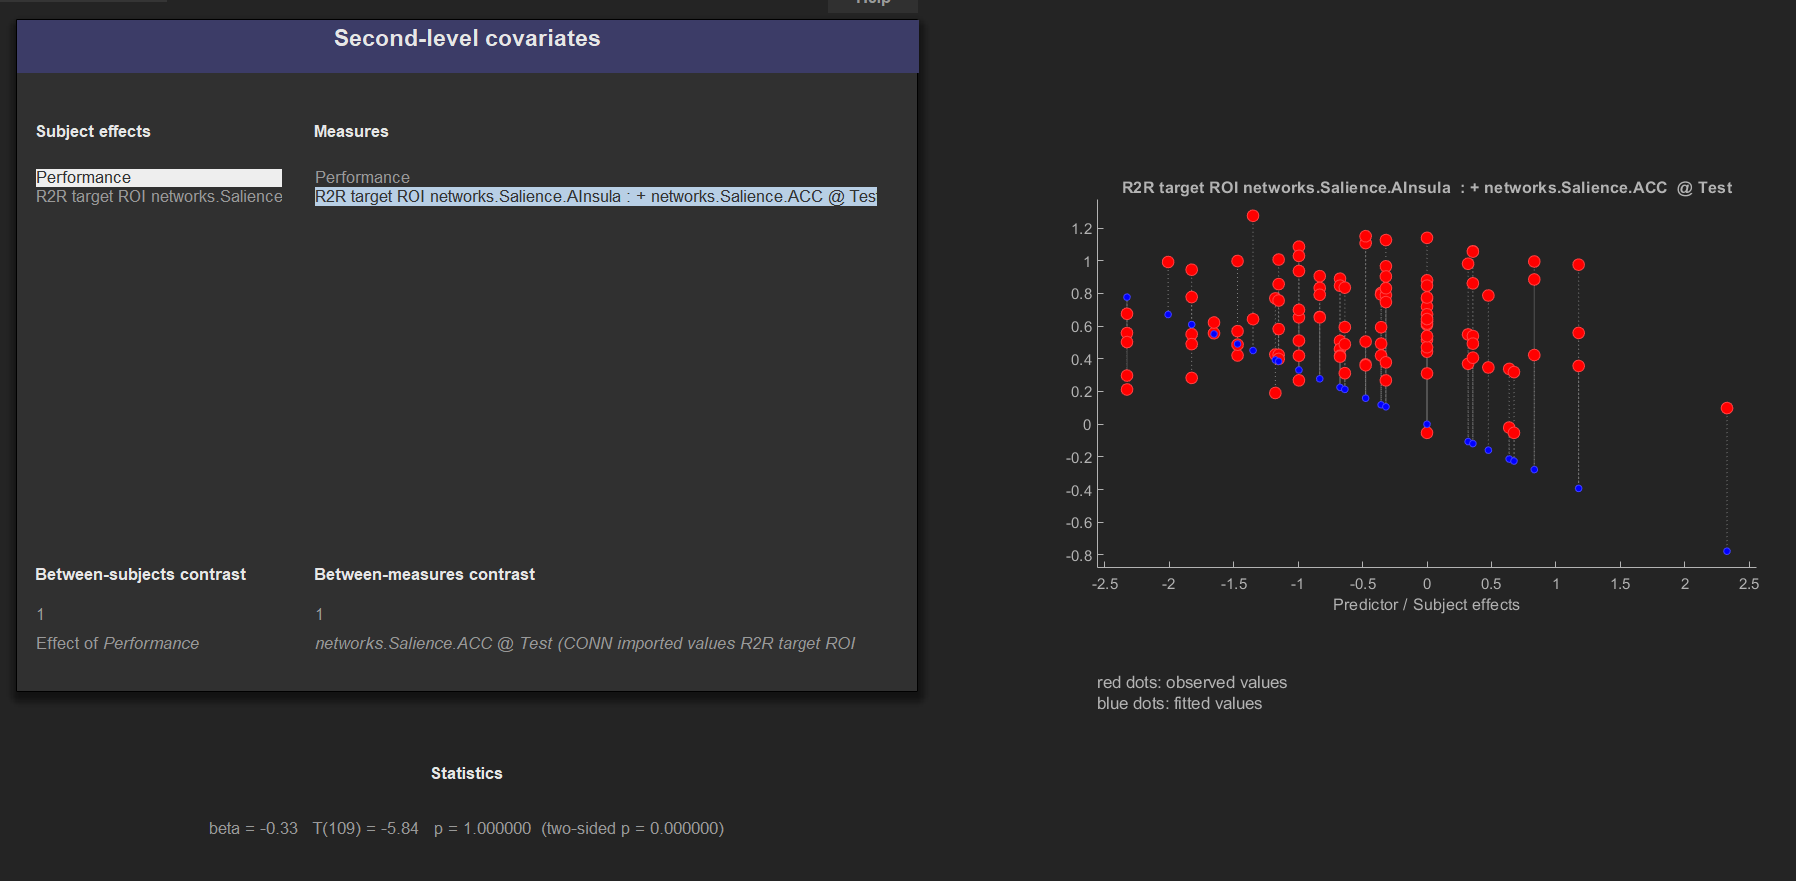 Help
Second-level covariates
Subject effects
Measures
Performance
R2R target ROI networks.Salience
Performance
R2R target ROI networks.Salience.AInsula : + networks.Salience.ACC @ Tes
Between-subjects contrast
Between-measures contrast
1
1
Effect of Performance
networks.Salience.ACC @ Test (CONN imported values R2R target ROI
Statistics
beta = -0.33 T(109) = -5.84 p = 1.000000 (two-sided p = 0.000000)
R2R target ROI networks.Salience.AInsula : + networks.Salience.ACC @ Test
1.2
1
0.8
0.6
0.4
0.2
0
-0.2
-0.4
-0.6
-0.8
-2.5 -2 -1.5 -1 -0.5 0 0.5 1 1.5 2 2.5
Predictor / Subject effects
red dots: observed values
blue dots: fitted values